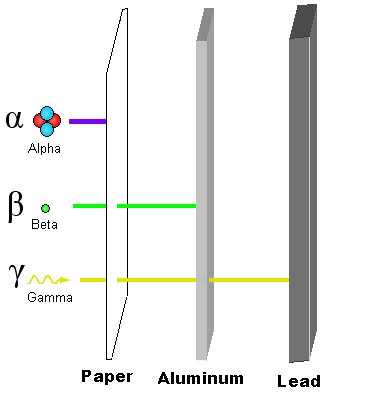 α
Alpha
β
Beta
γ
Gamma
Paper Aluminum Lead